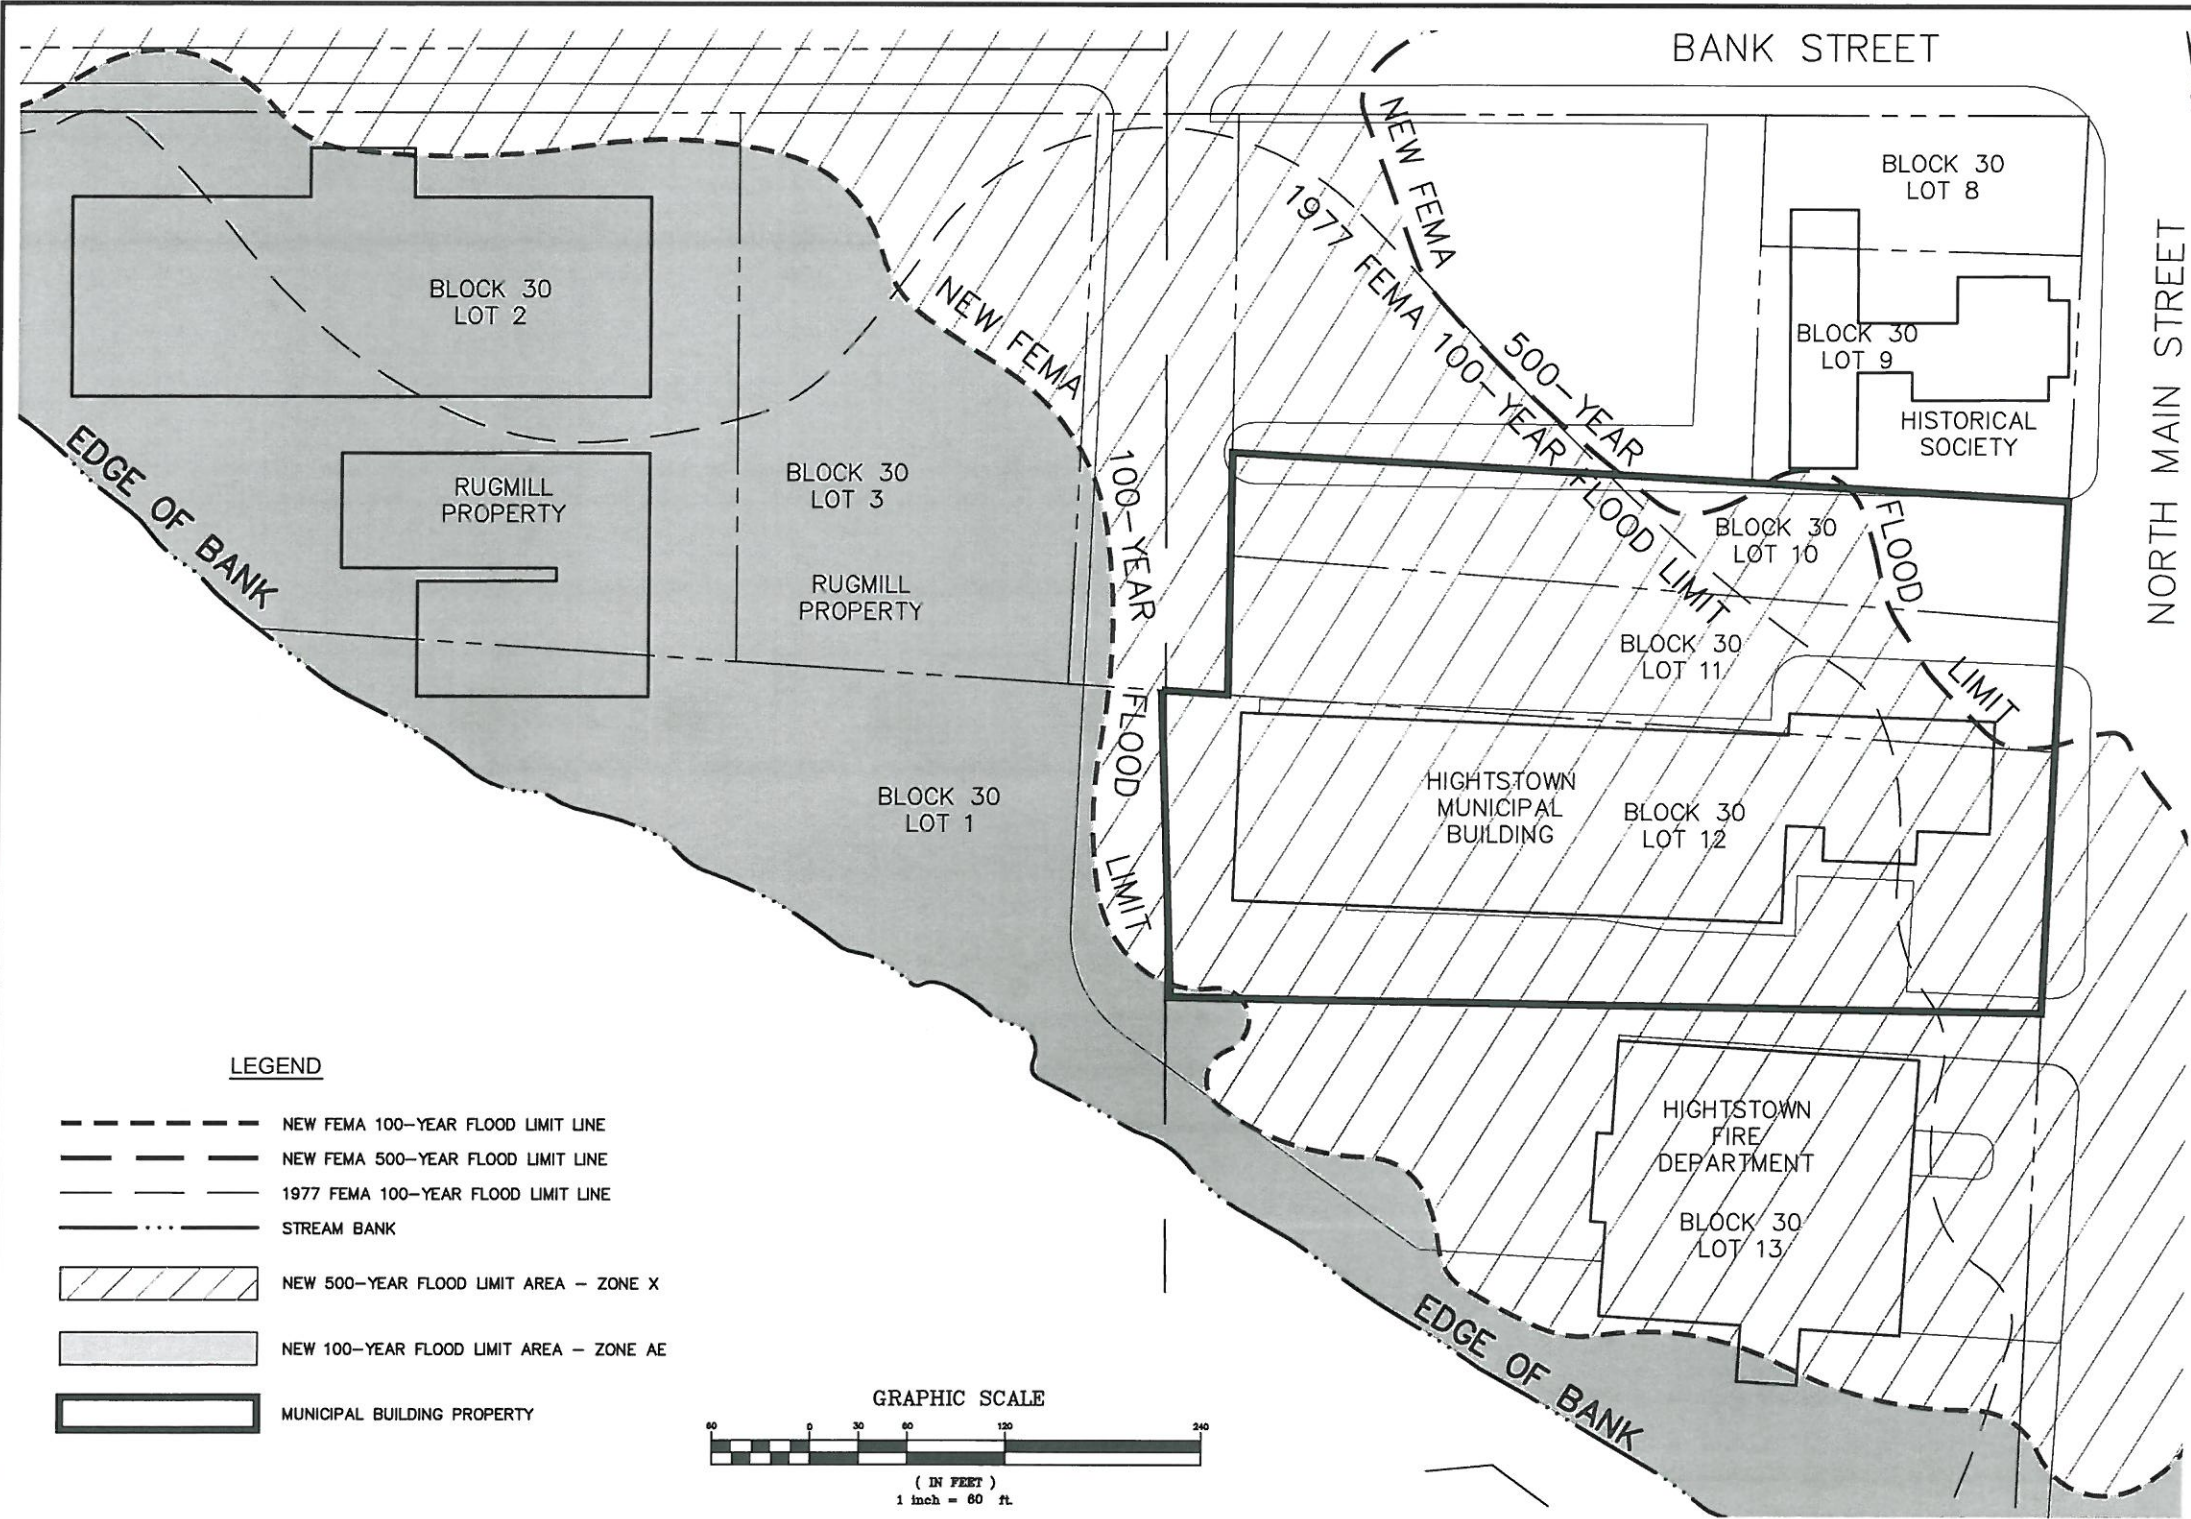 BANK STREET
NORTH MAIN STREET
BLOCK 30
LOT 8
BLOCK 30
LOT 9
HISTORICAL
SOCIETY
NEW FEMA
500-YEAR
FLOOD
LIMIT
1977 FEMA 100-YEAR FLOOD LIMIT
NEW FEMA
100-YEAR
FLOOD
LIMIT
BLOCK 30
LOT 2
RUGMILL
PROPERTY
BLOCK 30
LOT 3
RUGMILL
PROPERTY
EDGE OF BANK
BLOCK 30
LOT 1
BLOCK 30
LOT 10
BLOCK 30
LOT 11
HIGHTSTOWN
MUNICIPAL
BUILDING
BLOCK 30
LOT 12
HIGHTSTOWN
FIRE
DEPARTMENT
BLOCK 30
LOT 13
EDGE OF BANK
LEGEND
NEW FEMA 100-YEAR FLOOD LIMIT LINE
NEW FEMA 500-YEAR FLOOD LIMIT LINE
1977 FEMA 100-YEAR FLOOD LIMIT LINE
STREAM BANK
NEW 500-YEAR FLOOD LIMIT AREA - ZONE X
NEW 100-YEAR FLOOD LIMIT AREA - ZONE AE
MUNICIPAL BUILDING PROPERTY
GRAPHIC SCALE
60 0 30 60 120 240
( IN FEET )
1 inch = 60 ft.